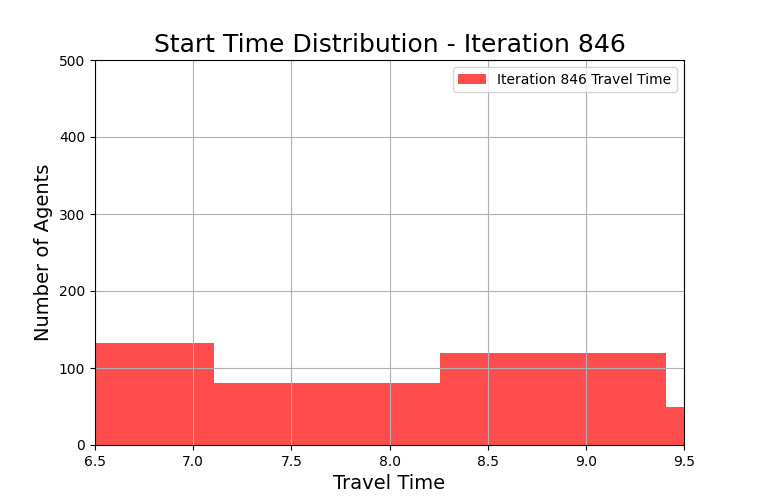 Start Time Distribution - Iteration 846
Iteration 846 Travel Time
Number of Agents
500
400
300
200
100
0
6.5 7.0 7.5 8.0 8.5 9.0 9.5
Travel Time